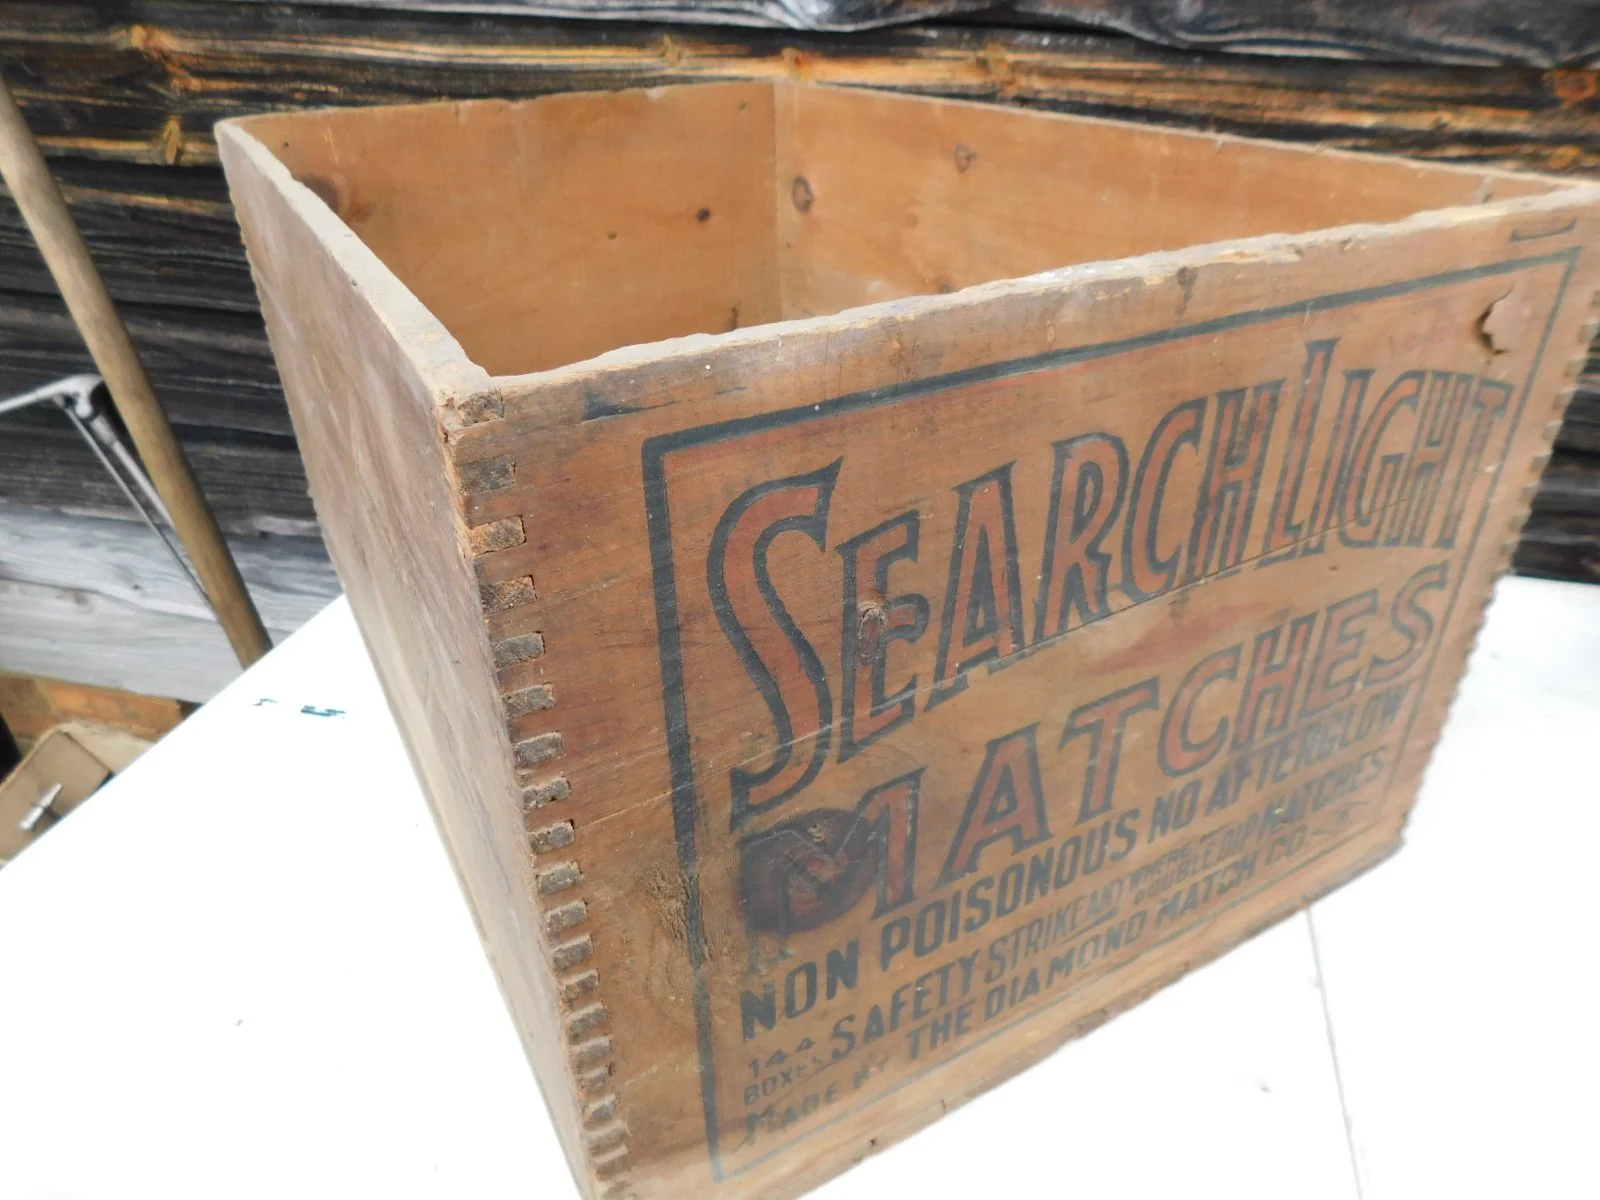 SEARCHLIGHT
MATCHES
NON POISONOUS NO AFTERGLOW
144 BOXES SAFETY STRIKE ANYWHERE DOUBLE DIP MATCHES
MADE BY THE DIAMOND MATCH CO.